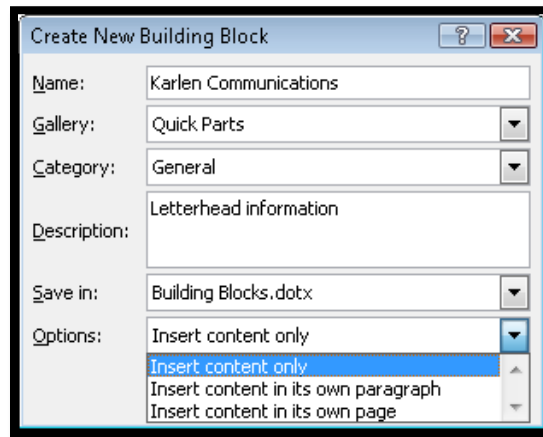 Create New Building Block
Name: Karlen Communications
Gallery: Quick Parts
Category: General
Letterhead information
Description:
Save in: Building Blocks.dotx
Options: Insert content only
Insert content only
Insert content in its own paragraph
Insert content in its own page